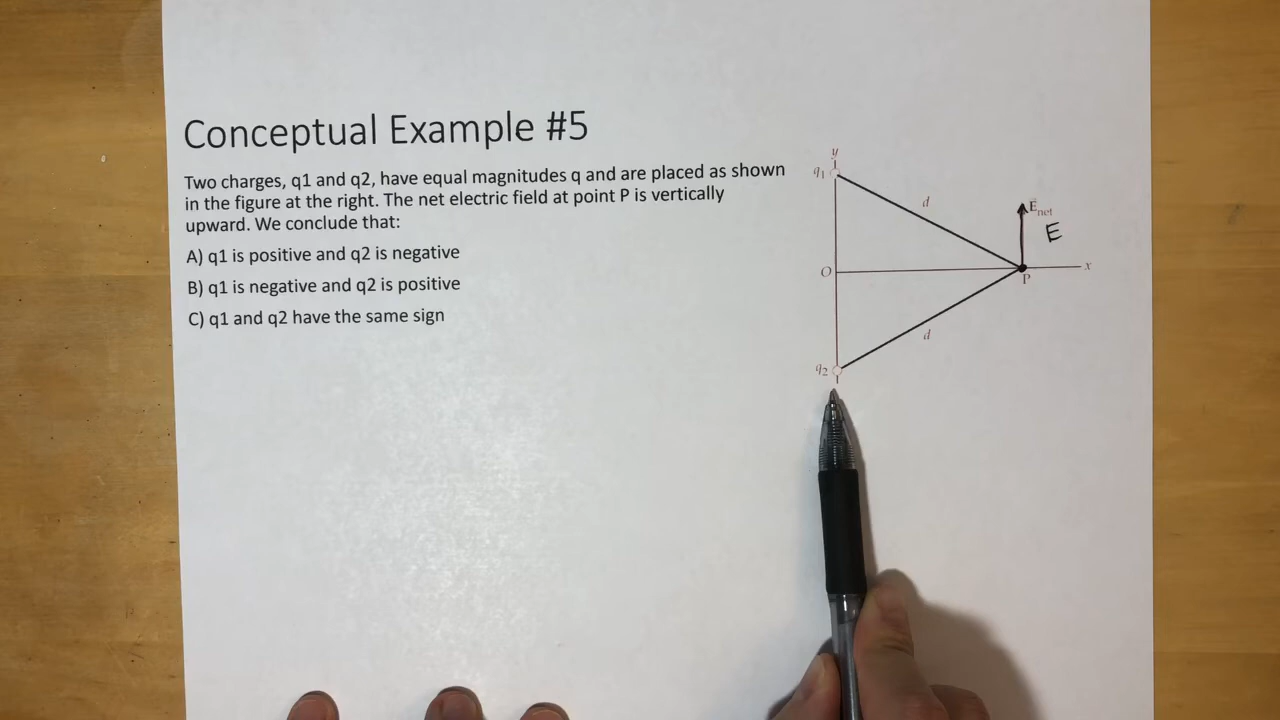 Conceptual Example #5
Two charges, q1 and q2, have equal magnitudes q and are placed as shown
in the figure at the right. The net electric field at point P is vertically
upward. We conclude that:
A) q1 is positive and q2 is negative
B) q1 is negative and q2 is positive
C) q1 and q2 have the same sign
y
q1
d
Enet
E
O
x
P
d
q2